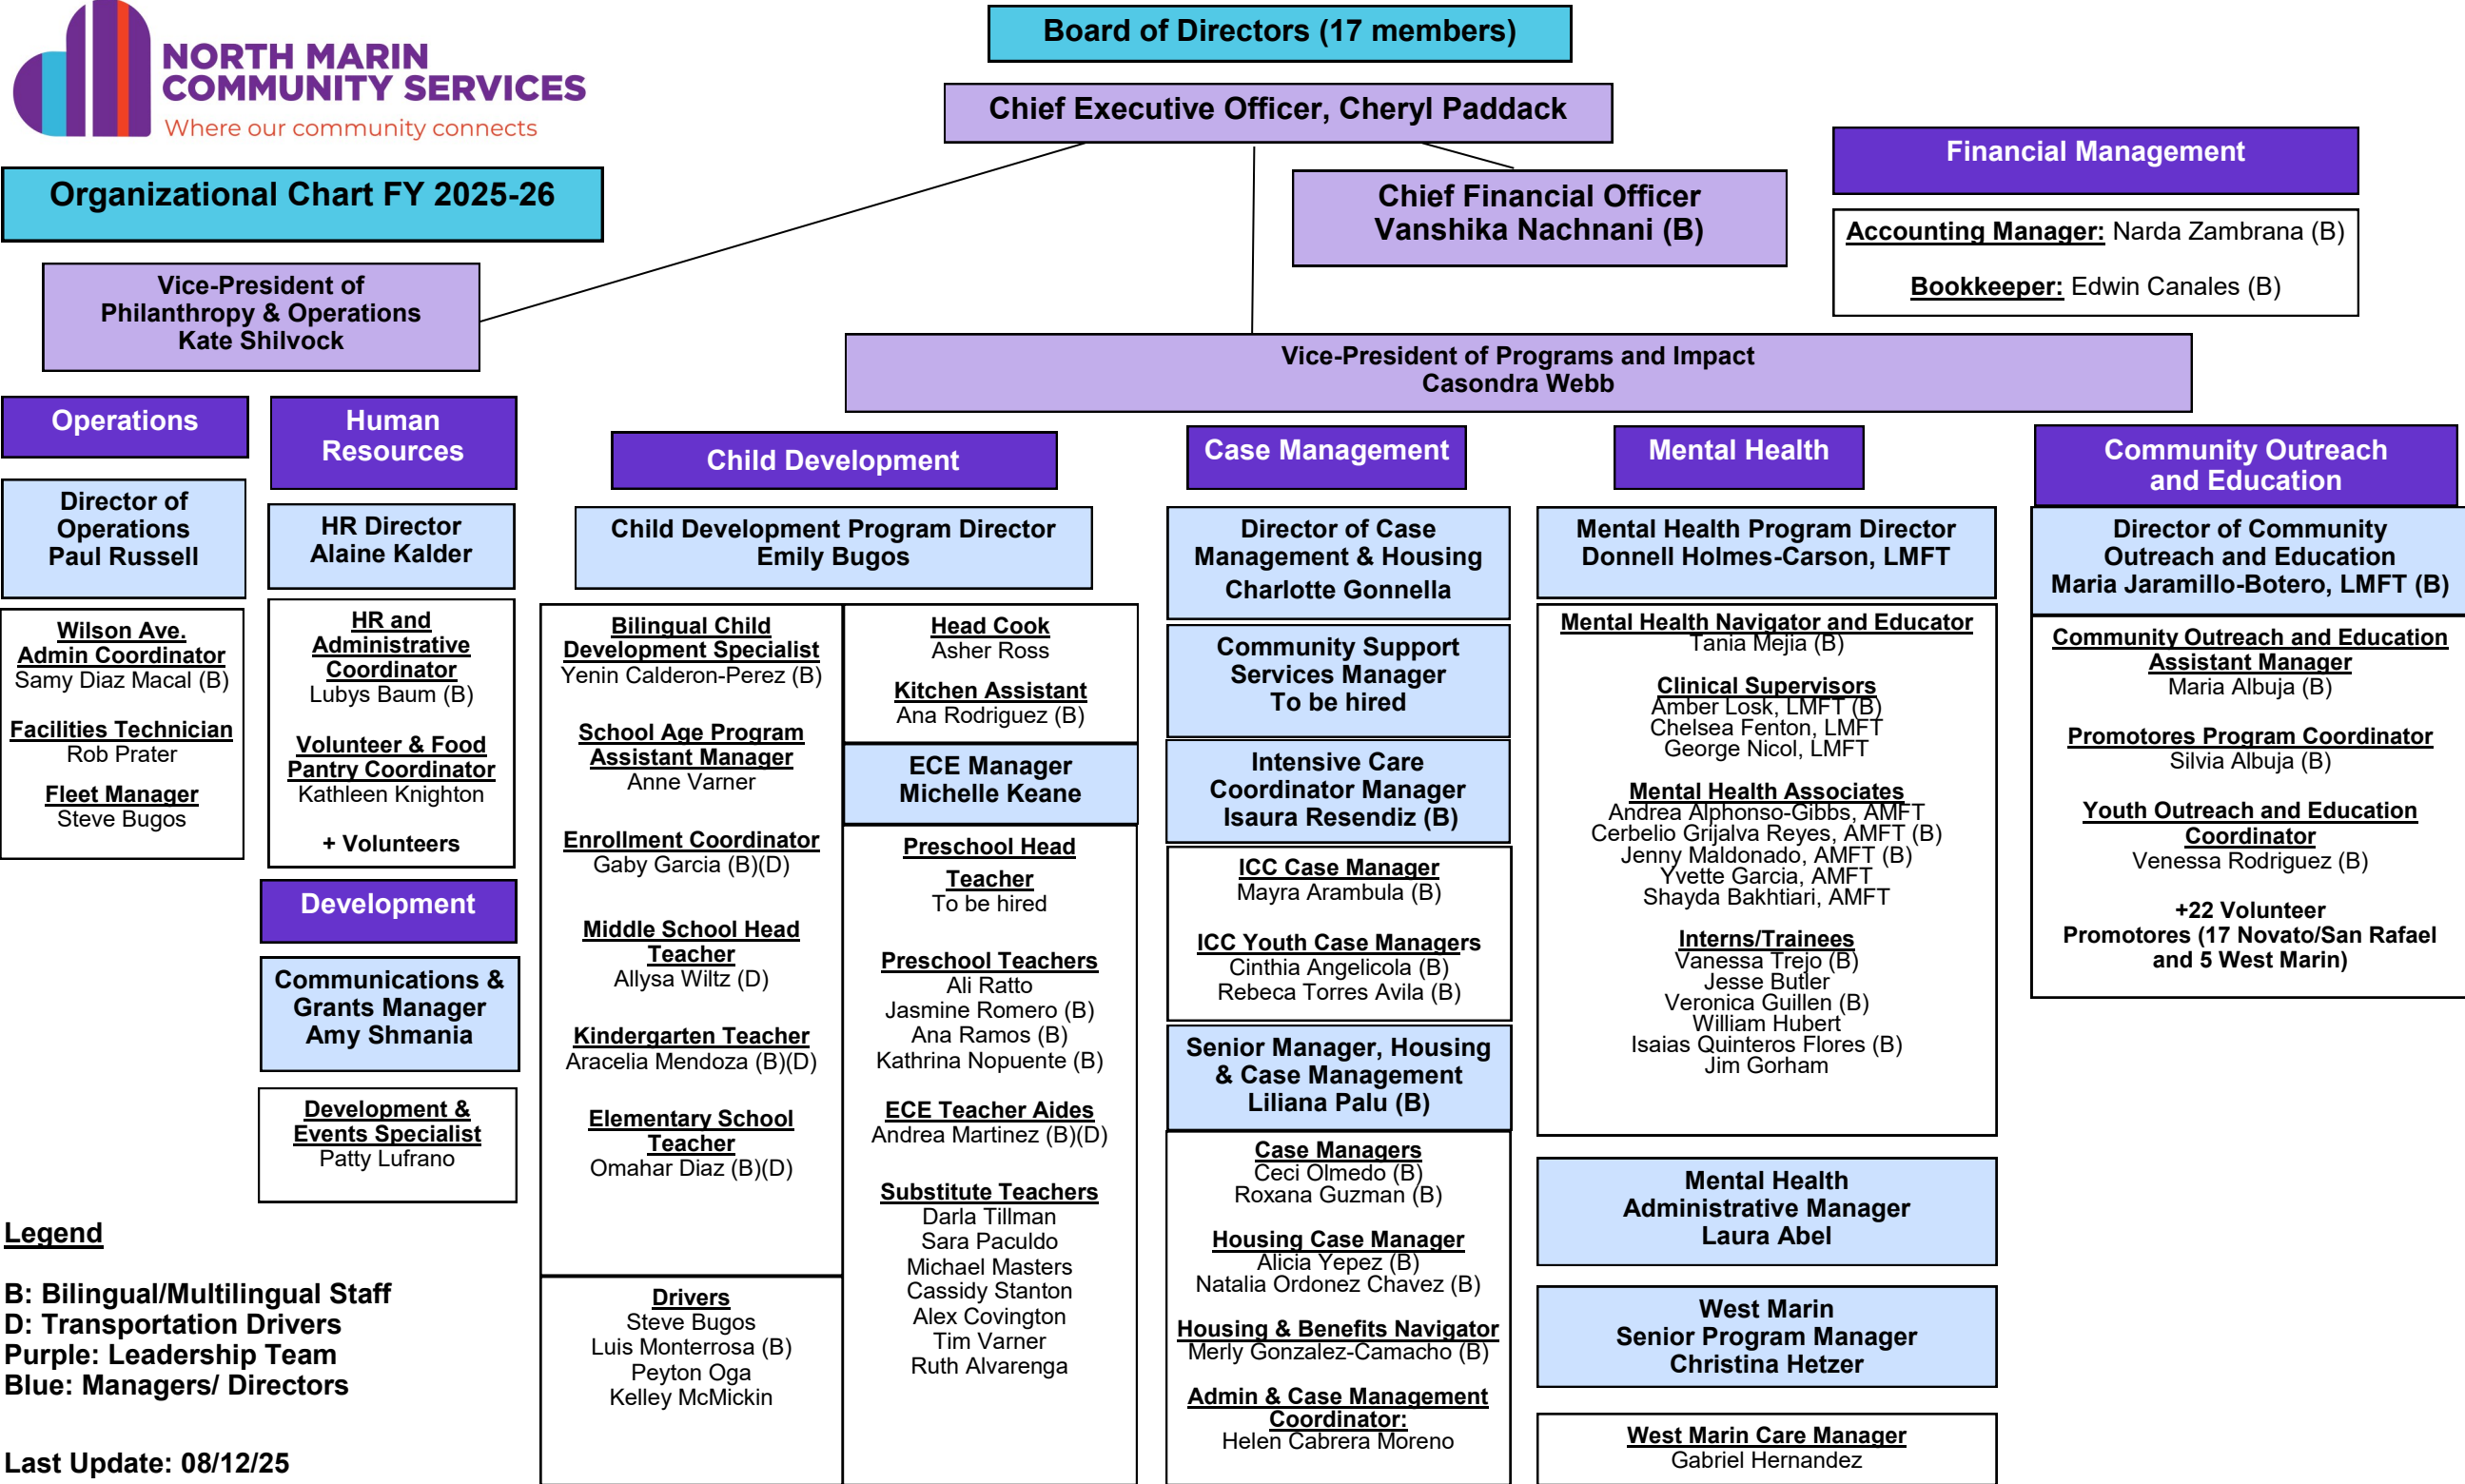 NORTH MARIN
COMMUNITY SERVICES
Where our community connects
Organizational Chart FY 2025-26
Board of Directors (17 members)
Chief Executive Officer, Cheryl Paddack
Chief Financial Officer
Vanshika Nachnani (B)
Financial Management
Accounting Manager: Narda Zambrana (B)
Bookkeeper: Edwin Canales (B)
Vice-President of
Philanthropy & Operations
Kate Shilvock
Vice-President of Programs and Impact
Casondra Webb
Operations
Director of
Operations
Paul Russell
Wilson Ave.
Admin Coordinator
Samy Diaz Macal (B)
Facilities Technician
Rob Prater
Fleet Manager
Steve Bugos
Human
Resources
HR Director
Alaine Kalder
HR and
Administrative
Coordinator
Lubys Baum (B)
Volunteer & Food
Pantry Coordinator
Kathleen Knighton
+ Volunteers
Development
Communications &
Grants Manager
Amy Shmania
Development &
Events Specialist
Patty Lufrano
Child Development
Child Development Program Director
Emily Bugos
Bilingual Child
Development Specialist
Yenin Calderon-Perez (B)
School Age Program
Assistant Manager
Anne Varner
Enrollment Coordinator
Gaby Garcia (B)(D)
Middle School Head
Teacher
Allysa Wiltz (D)
Kindergarten Teacher
Aracelia Mendoza (B)(D)
Elementary School
Teacher
Omahar Diaz (B)(D)
Drivers
Steve Bugos
Luis Monterrosa (B)
Peyton Oga
Kelley McMickin
Head Cook
Asher Ross
Kitchen Assistant
Ana Rodriguez (B)
ECE Manager
Michelle Keane
Preschool Head
Teacher
To be hired
Preschool Teachers
Ali Ratto
Jasmine Romero (B)
Ana Ramos (B)
Kathrina Nopuente (B)
ECE Teacher Aides
Andrea Martinez (B)(D)
Substitute Teachers
Darla Tillman
Sara Paculdo
Michael Masters
Cassidy Stanton
Alex Covington
Tim Varner
Ruth Alvarenga
Case Management
Director of Case
Management & Housing
Charlotte Gonnella
Community Support
Services Manager
To be hired
Intensive Care
Coordinator Manager
Isaura Resendiz (B)
ICC Case Manager
Mayra Arambula (B)
ICC Youth Case Managers
Cinthia Angelicola (B)
Rebeca Torres Avila (B)
Senior Manager, Housing
& Case Management
Liliana Palu (B)
Case Managers
Ceci Olmedo (B)
Roxana Guzman (B)
Housing Case Manager
Alicia Yepez (B)
Natalia Ordonez Chavez (B)
Housing & Benefits Navigator
Merly Gonzalez-Camacho (B)
Admin & Case Management
Coordinator:
Helen Cabrera Moreno
Mental Health
Mental Health Program Director
Donnell Holmes-Carson, LMFT
Mental Health Navigator and Educator
Tania Mejia (B)
Clinical Supervisors
Amber Losk, LMFT (B)
Chelsea Fenton, LMFT
George Nicol, LMFT
Mental Health Associates
Andrea Alphonso-Gibbs, AMFT
Cerbelio Grijalva Reyes, AMFT (B)
Jenny Maldonado, AMFT (B)
Yvette Garcia, AMFT
Shayda Bakhtiari, AMFT
Interns/Trainees
Vanessa Trejo (B)
Jesse Butler
Veronica Guillen (B)
William Hubert
Isaias Quinteros Flores (B)
Jim Gorham
Mental Health
Administrative Manager
Laura Abel
West Marin
Senior Program Manager
Christina Hetzer
West Marin Care Manager
Gabriel Hernandez
Community Outreach
and Education
Director of Community
Outreach and Education
Maria Jaramillo-Botero, LMFT (B)
Community Outreach and Education
Assistant Manager
Maria Albuja (B)
Promotores Program Coordinator
Silvia Albuja (B)
Youth Outreach and Education
Coordinator
Venessa Rodriguez (B)
+22 Volunteer
Promotores (17 Novato/San Rafael
and 5 West Marin)
Legend
B: Bilingual/Multilingual Staff
D: Transportation Drivers
Purple: Leadership Team
Blue: Managers/ Directors
Last Update: 08/12/25